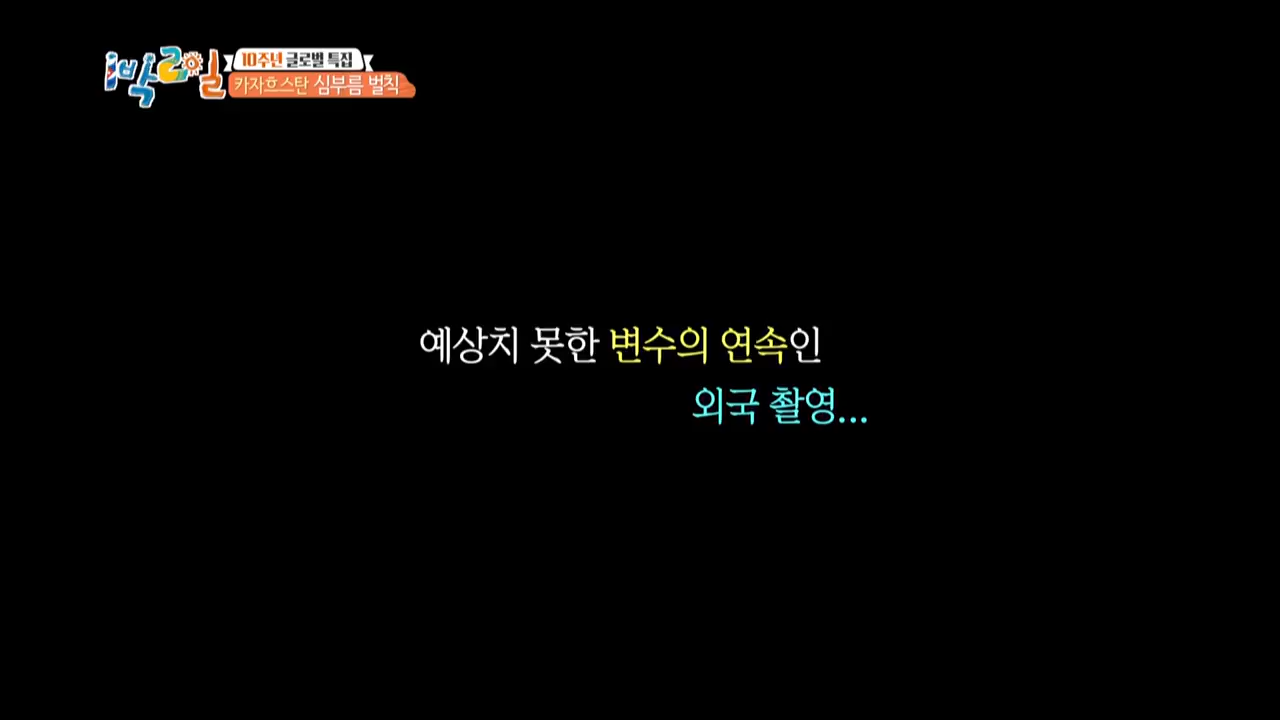 1박2일
10주년 글로벌 특집
카자흐스탄 심부름 벌칙
예상치 못한 변수의 연속인
외국 촬영...